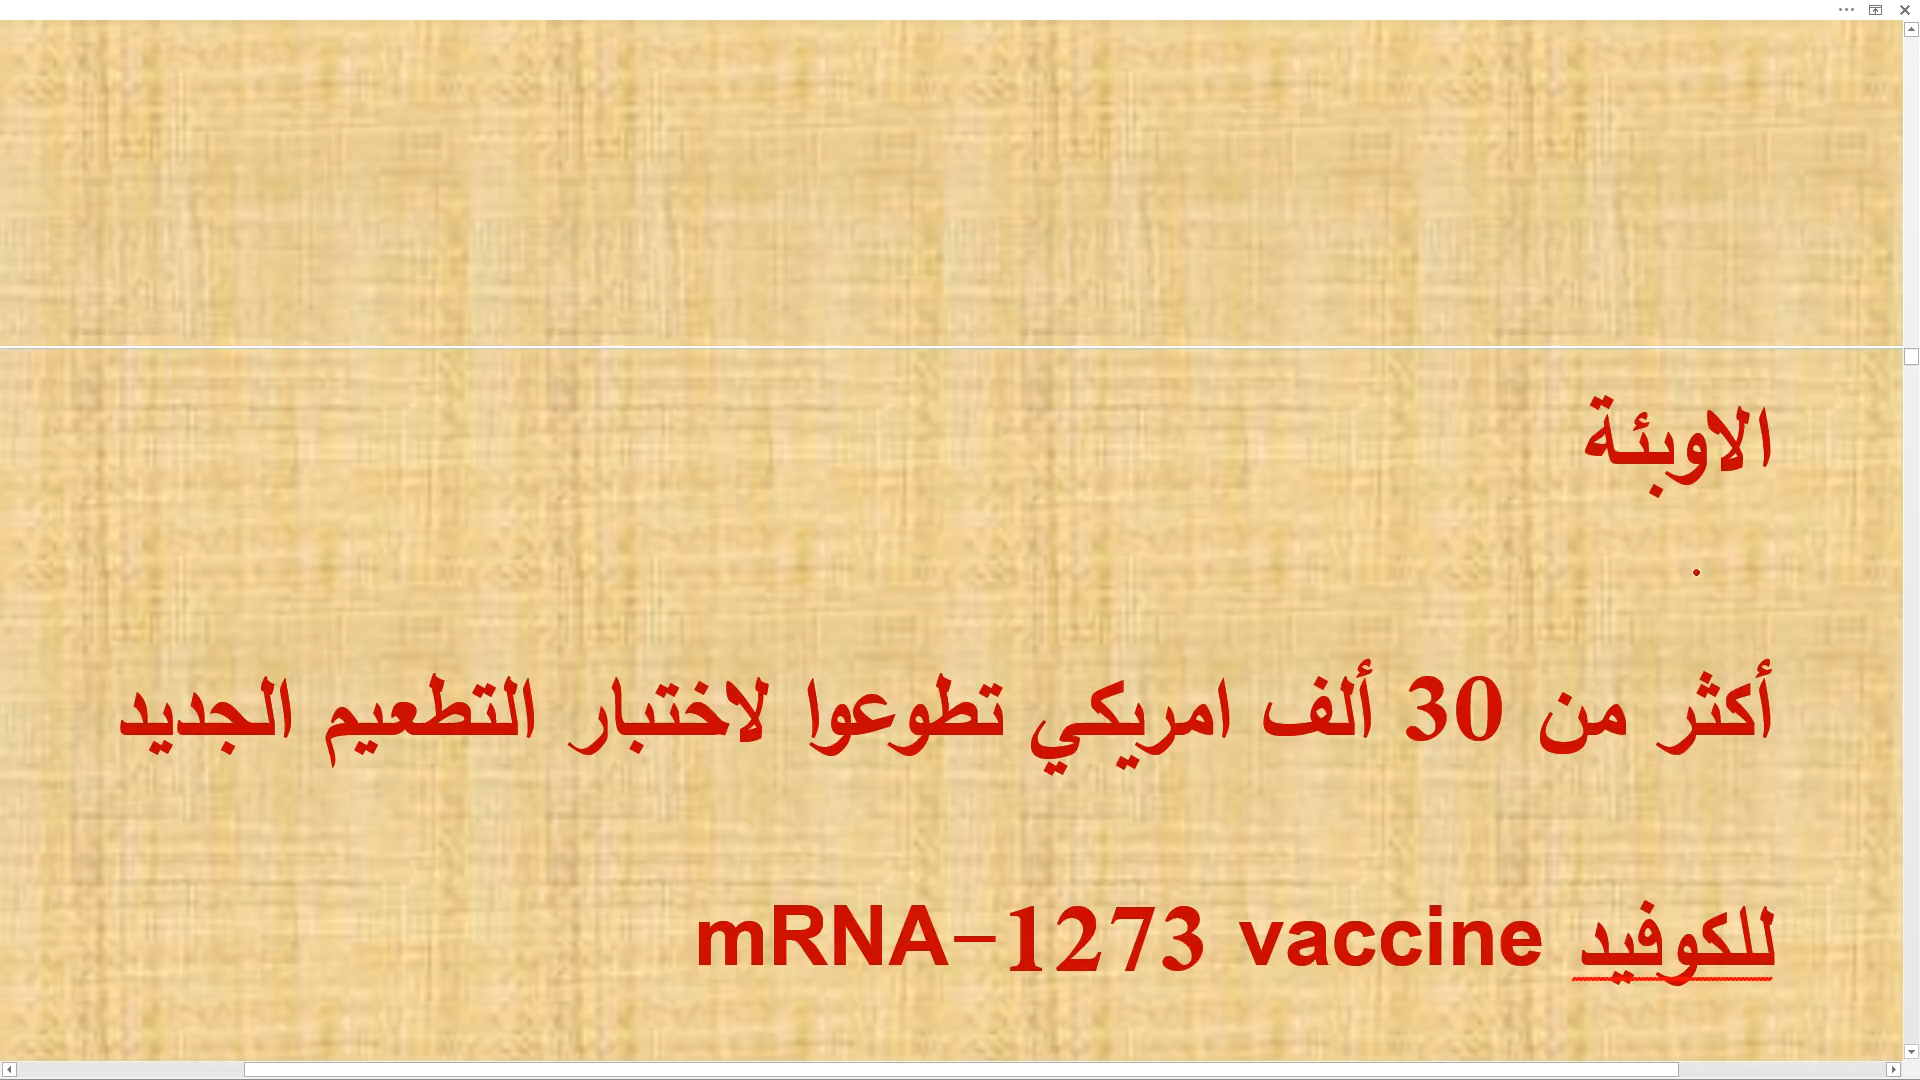 الاوبئة
.
أكثر من 30 ألف امريكي تطوعوا لاختبار التطعيم الجديد
للكوفيد mRNA-1273 vaccine